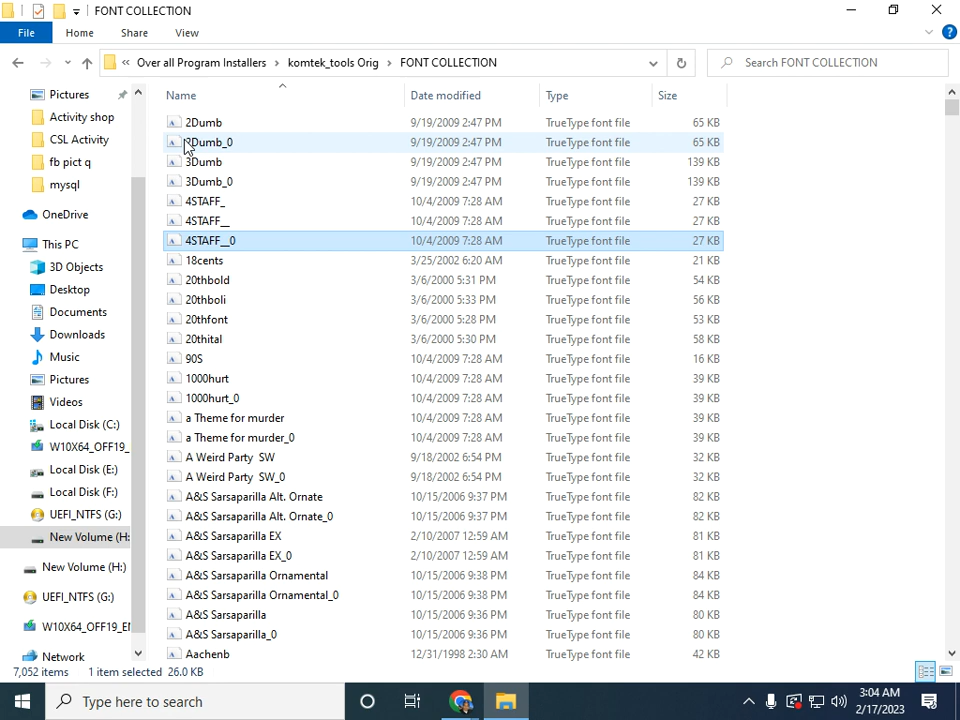 FONT COLLECTION
File Home Share View
« Over all Program Installers › komtek_tools Orig › FONT COLLECTION
Search FONT COLLECTION
Pictures
Activity shop
CSL Activity
fb pict q
mysql
OneDrive
This PC
3D Objects
Desktop
Documents
Downloads
Music
Pictures
Videos
Local Disk (C:)
W10X64_OFF19_
Local Disk (E:)
Local Disk (F:)
UEFI_NTFS (G:)
New Volume (H:
New Volume (H:)
UEFI_NTFS (G:)
W10X64_OFF19_EN
Network
Name Date modified Type Size
2Dumb 9/19/2009 2:47 PM TrueType font file 65 KB
2Dumb_0 9/19/2009 2:47 PM TrueType font file 65 KB
3Dumb 9/19/2009 2:47 PM TrueType font file 139 KB
3Dumb_0 9/19/2009 2:47 PM TrueType font file 139 KB
4STAFF_ 10/4/2009 7:28 AM TrueType font file 27 KB
4STAFF__ 10/4/2009 7:28 AM TrueType font file 27 KB
4STAFF__0 10/4/2009 7:28 AM TrueType font file 27 KB
18cents 3/25/2002 6:20 AM TrueType font file 21 KB
20thbold 3/6/2000 5:31 PM TrueType font file 54 KB
20thboli 3/6/2000 5:33 PM TrueType font file 56 KB
20thfont 3/6/2000 5:28 PM TrueType font file 53 KB
20thital 3/6/2000 5:30 PM TrueType font file 58 KB
90S 10/4/2009 7:28 AM TrueType font file 16 KB
1000hurt 10/4/2009 7:28 AM TrueType font file 39 KB
1000hurt_0 10/4/2009 7:28 AM TrueType font file 39 KB
a Theme for murder 10/4/2009 7:28 AM TrueType font file 39 KB
a Theme for murder_0 10/4/2009 7:28 AM TrueType font file 39 KB
A Weird Party SW 9/18/2002 6:54 PM TrueType font file 32 KB
A Weird Party SW_0 9/18/2002 6:54 PM TrueType font file 32 KB
A&S Sarsaparilla Alt. Ornate 10/15/2006 9:37 PM TrueType font file 82 KB
A&S Sarsaparilla Alt. Ornate_0 10/15/2006 9:37 PM TrueType font file 82 KB
A&S Sarsaparilla EX 2/10/2007 12:59 AM TrueType font file 81 KB
A&S Sarsaparilla EX_0 2/10/2007 12:59 AM TrueType font file 81 KB
A&S Sarsaparilla Ornamental 10/15/2006 9:38 PM TrueType font file 84 KB
A&S Sarsaparilla Ornamental_0 10/15/2006 9:38 PM TrueType font file 84 KB
A&S Sarsaparilla 10/15/2006 9:36 PM TrueType font file 80 KB
A&S Sarsaparilla_0 10/15/2006 9:36 PM TrueType font file 80 KB
Aachenb 12/31/1998 2:30 AM TrueType font file 42 KB
7,052 items 1 item selected 26.0 KB
Type here to search
3:04 AM
2/17/2023